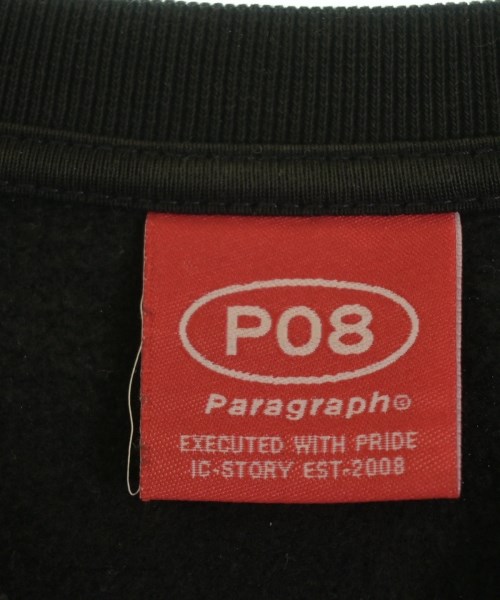 P08
Paragraph©
EXECUTED WITH PRIDE
IC-STORY EST-2008